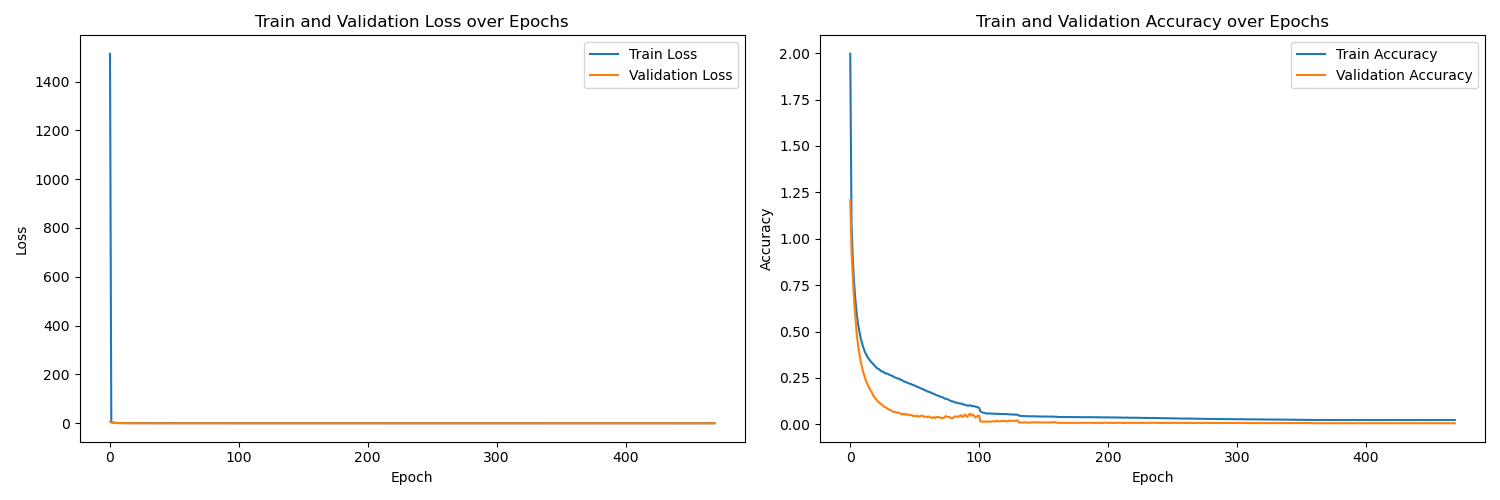 Train and Validation Loss over Epochs
Train Loss
Validation Loss
1400
1200
1000
800
600
400
200
0
Loss
0 100 200 300 400
Epoch
Train and Validation Accuracy over Epochs
Train Accuracy
Validation Accuracy
2.00
1.75
1.50
1.25
1.00
0.75
0.50
0.25
0.00
Accuracy
0 100 200 300 400
Epoch